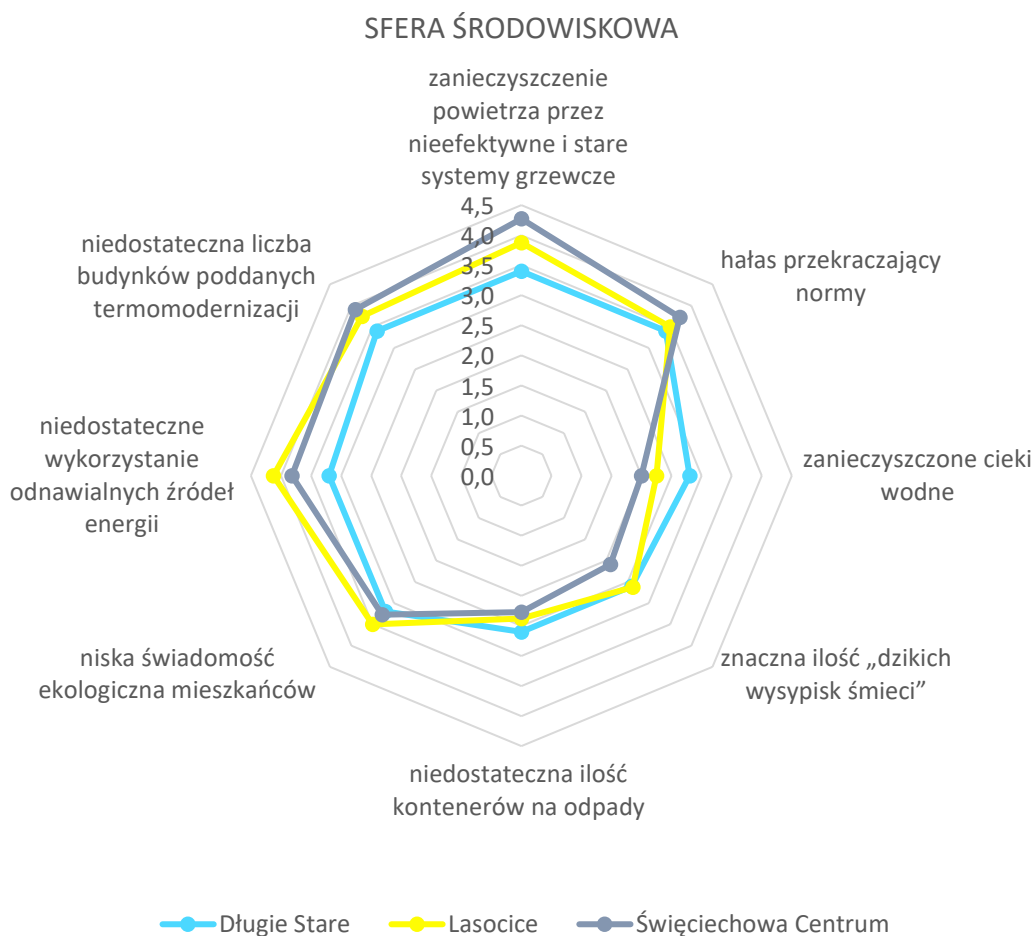 SFERA ŚRODOWISKOWA
zanieczyszczenie
powietrza przez
nieefektywne i stare
systemy grzewcze
hałas przekraczający
normy
zanieczyszczone cieki
wodne
znaczna ilość „dzikich
wysypisk śmieci”
niedostateczna ilość
kontenerów na odpady
niska świadomość
ekologiczna mieszkańców
niedostateczne
wykorzystanie
odnawialnych źródeł
energii
niedostateczna liczba
budynków poddanych
termomodernizacji
4,5
4,0
3,5
3,0
2,5
2,0
1,5
1,0
0,5
0,0
Długie Stare
Lasocice
Święciechowa Centrum